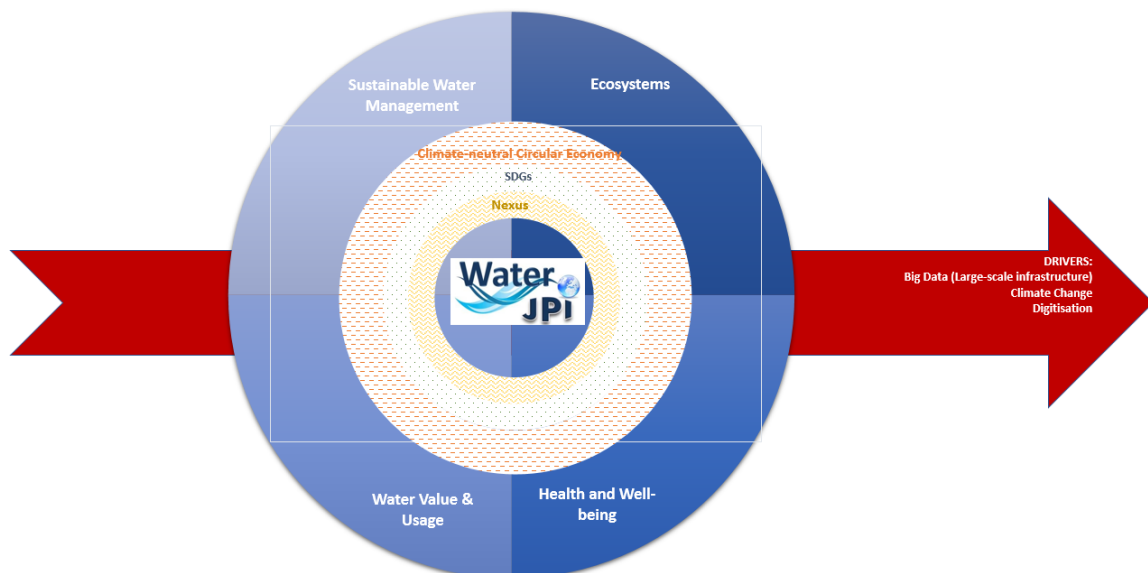 Sustainable Water
Management
Ecosystems
Climate-neutral Circular Economy
SDGs
Nexus
Water
JPI
DRIVERS:
Big Data (Large-scale infrastructure)
Climate Change
Digitisation
Water Value &
Usage
Health and Well-
being